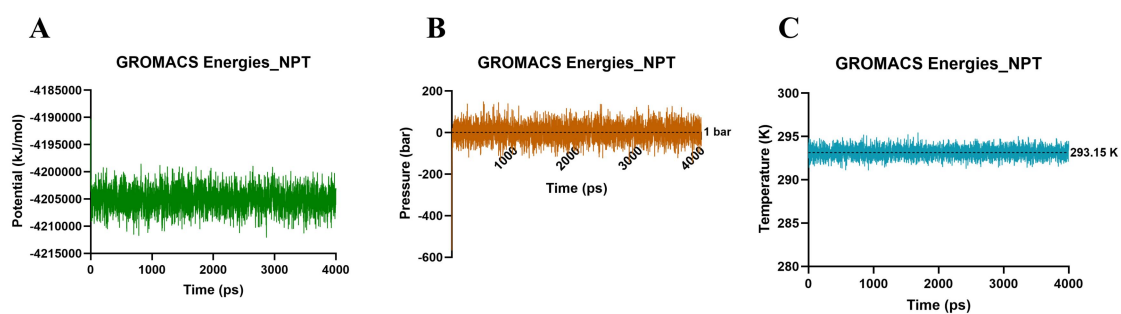 A
GROMACS Energies_NPT
Potential (kJ/mol)
-4185000
-4190000
-4195000
-4200000
-4205000
-4210000
-4215000
0 1000 2000 3000 4000
Time (ps)
B
GROMACS Energies_NPT
Pressure (bar)
200
0
-200
-400
-600
1 bar
1000 2000 3000 4000
Time (ps)
C
GROMACS Energies_NPT
Temperature (K)
300
295
290
285
280
293.15 K
0 1000 2000 3000 4000
Time (ps)